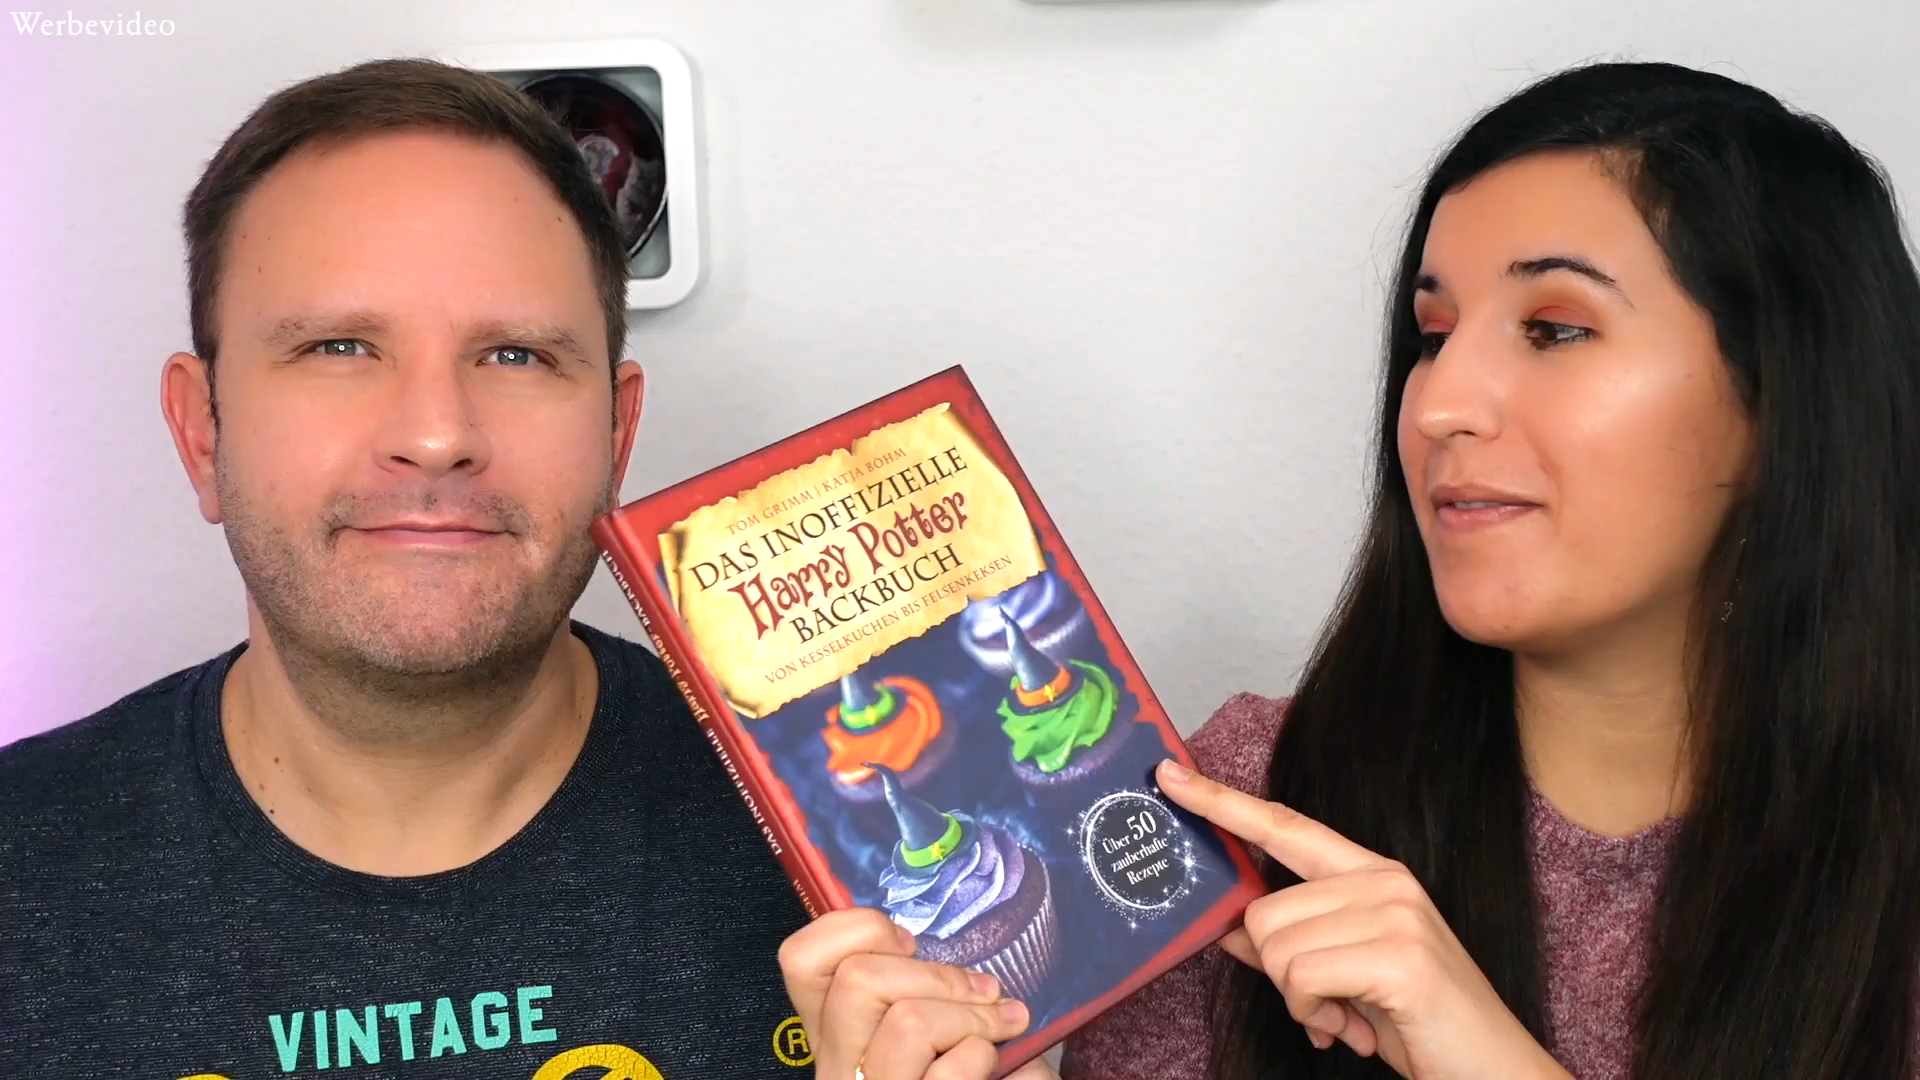 Werbevideo
TOM GRIMM | KATJA BÖHM
DAS INOFFIZIELLE
Harry Potter
BACKBUCH
VON KESSELKUCHEN BIS FELSENKEKSEN
Über 50
zauberhafte
Rezepte
DAS INOFFIZIELLE Harry Potter-BACKBUCH
VINTAGE
®